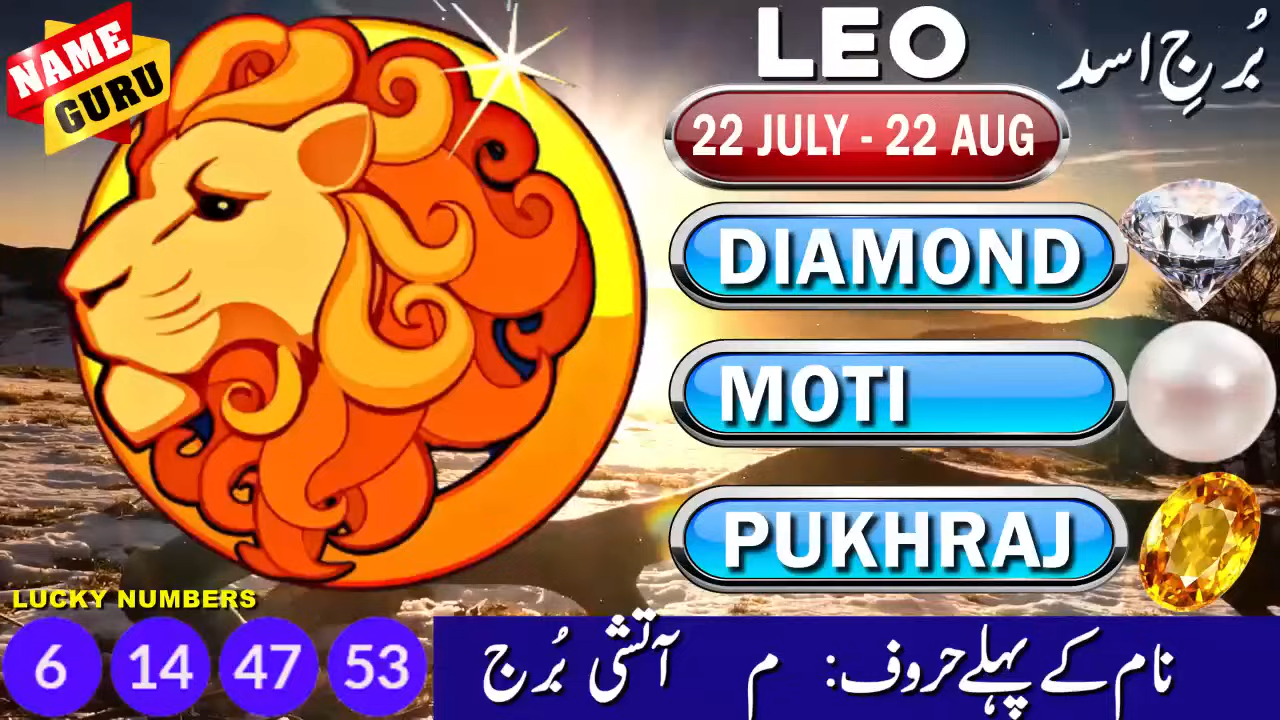 NAME
GURU
LEO
بُرجِ اسد
22 JULY - 22 AUG
DIAMOND
MOTI
PUKHRAJ
LUCKY NUMBERS
6 14 47 53
نام کے پہلے حروف: م آتشی بُرج